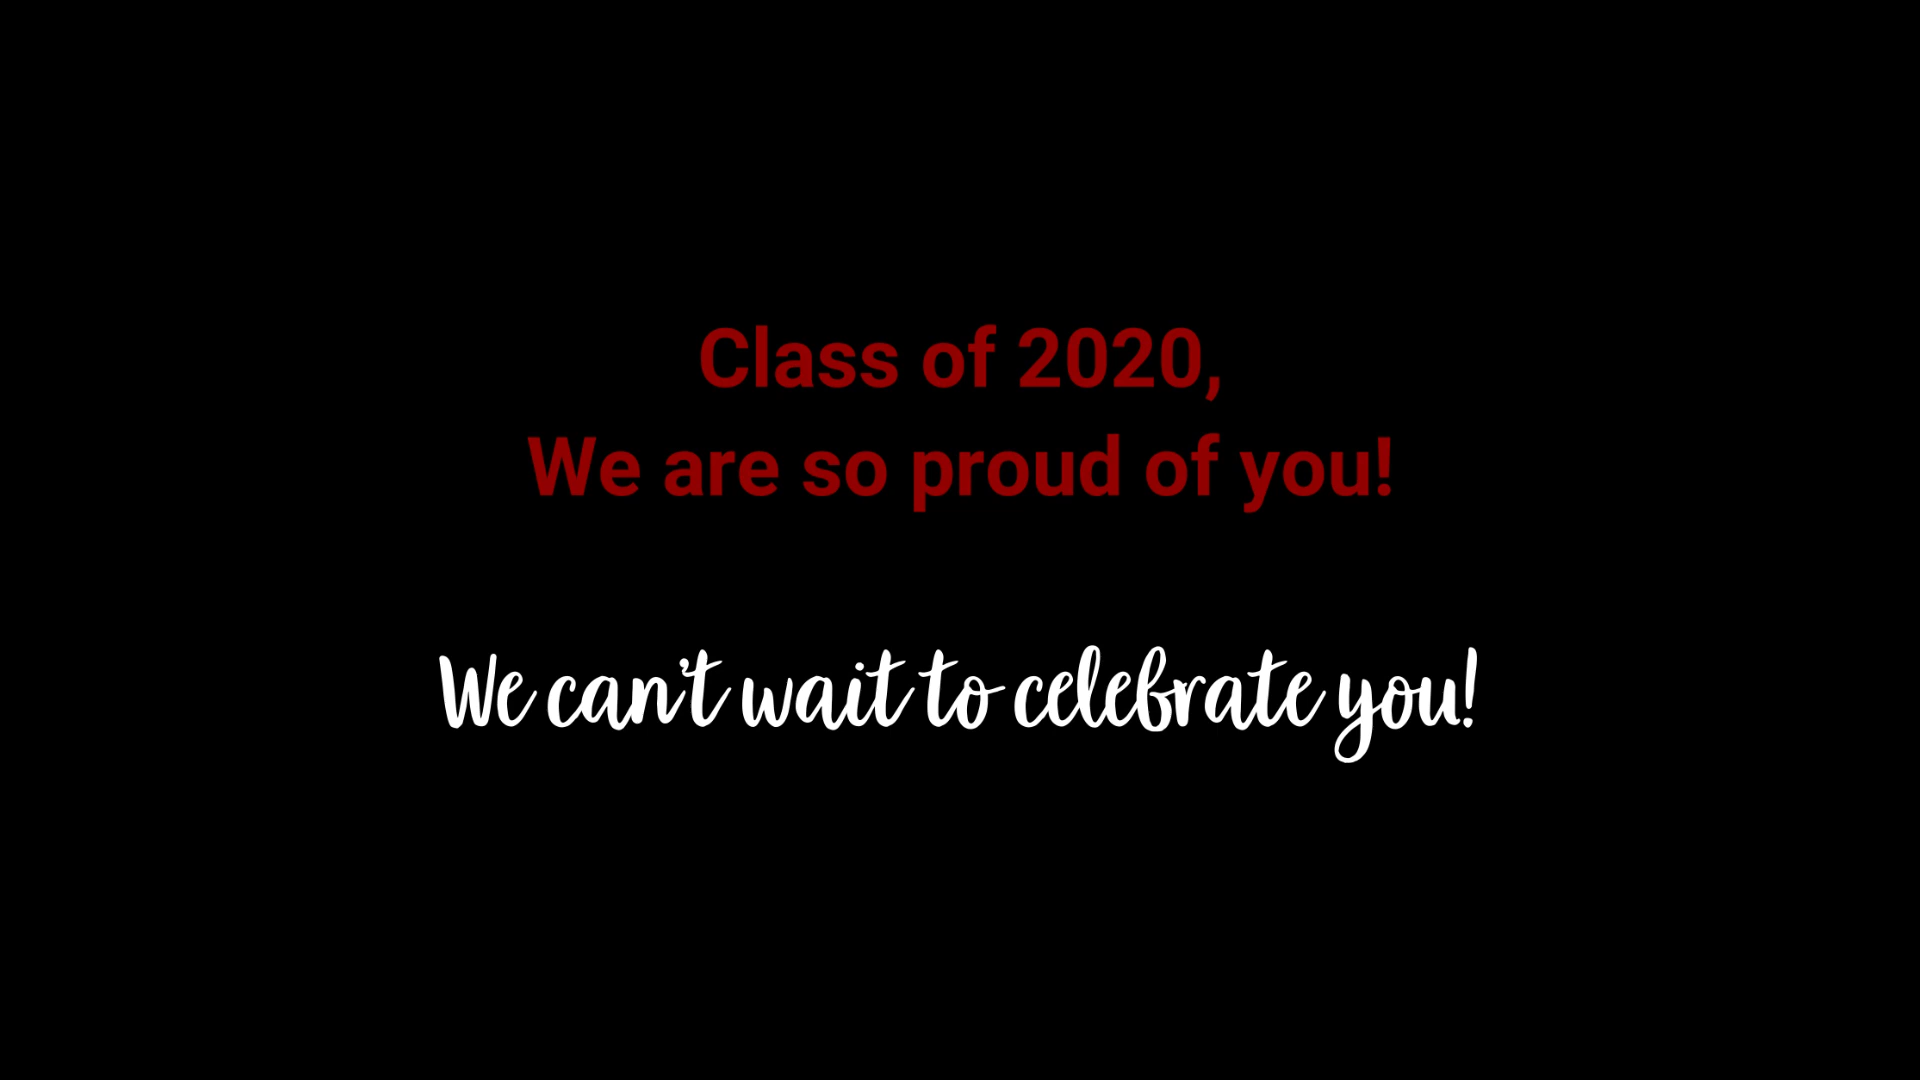 Class of 2020,
We are so proud of you!
We can't wait to celebrate you!